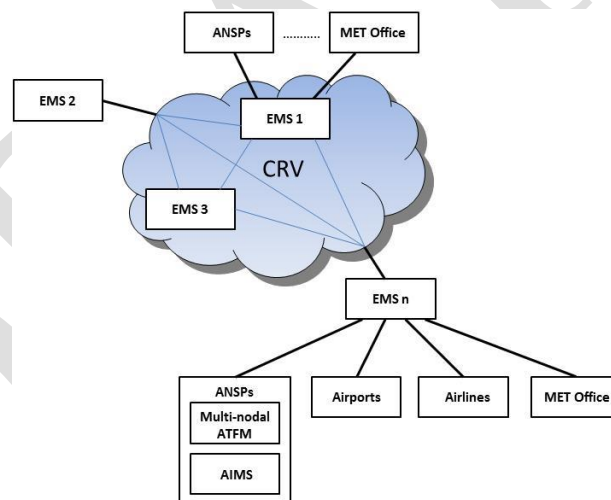 ANSPs
...........
MET Office
EMS 2
EMS 1
CRV
EMS 3
EMS n
ANSPs
Multi-nodal
ATFM
AIMS
Airports
Airlines
MET Office